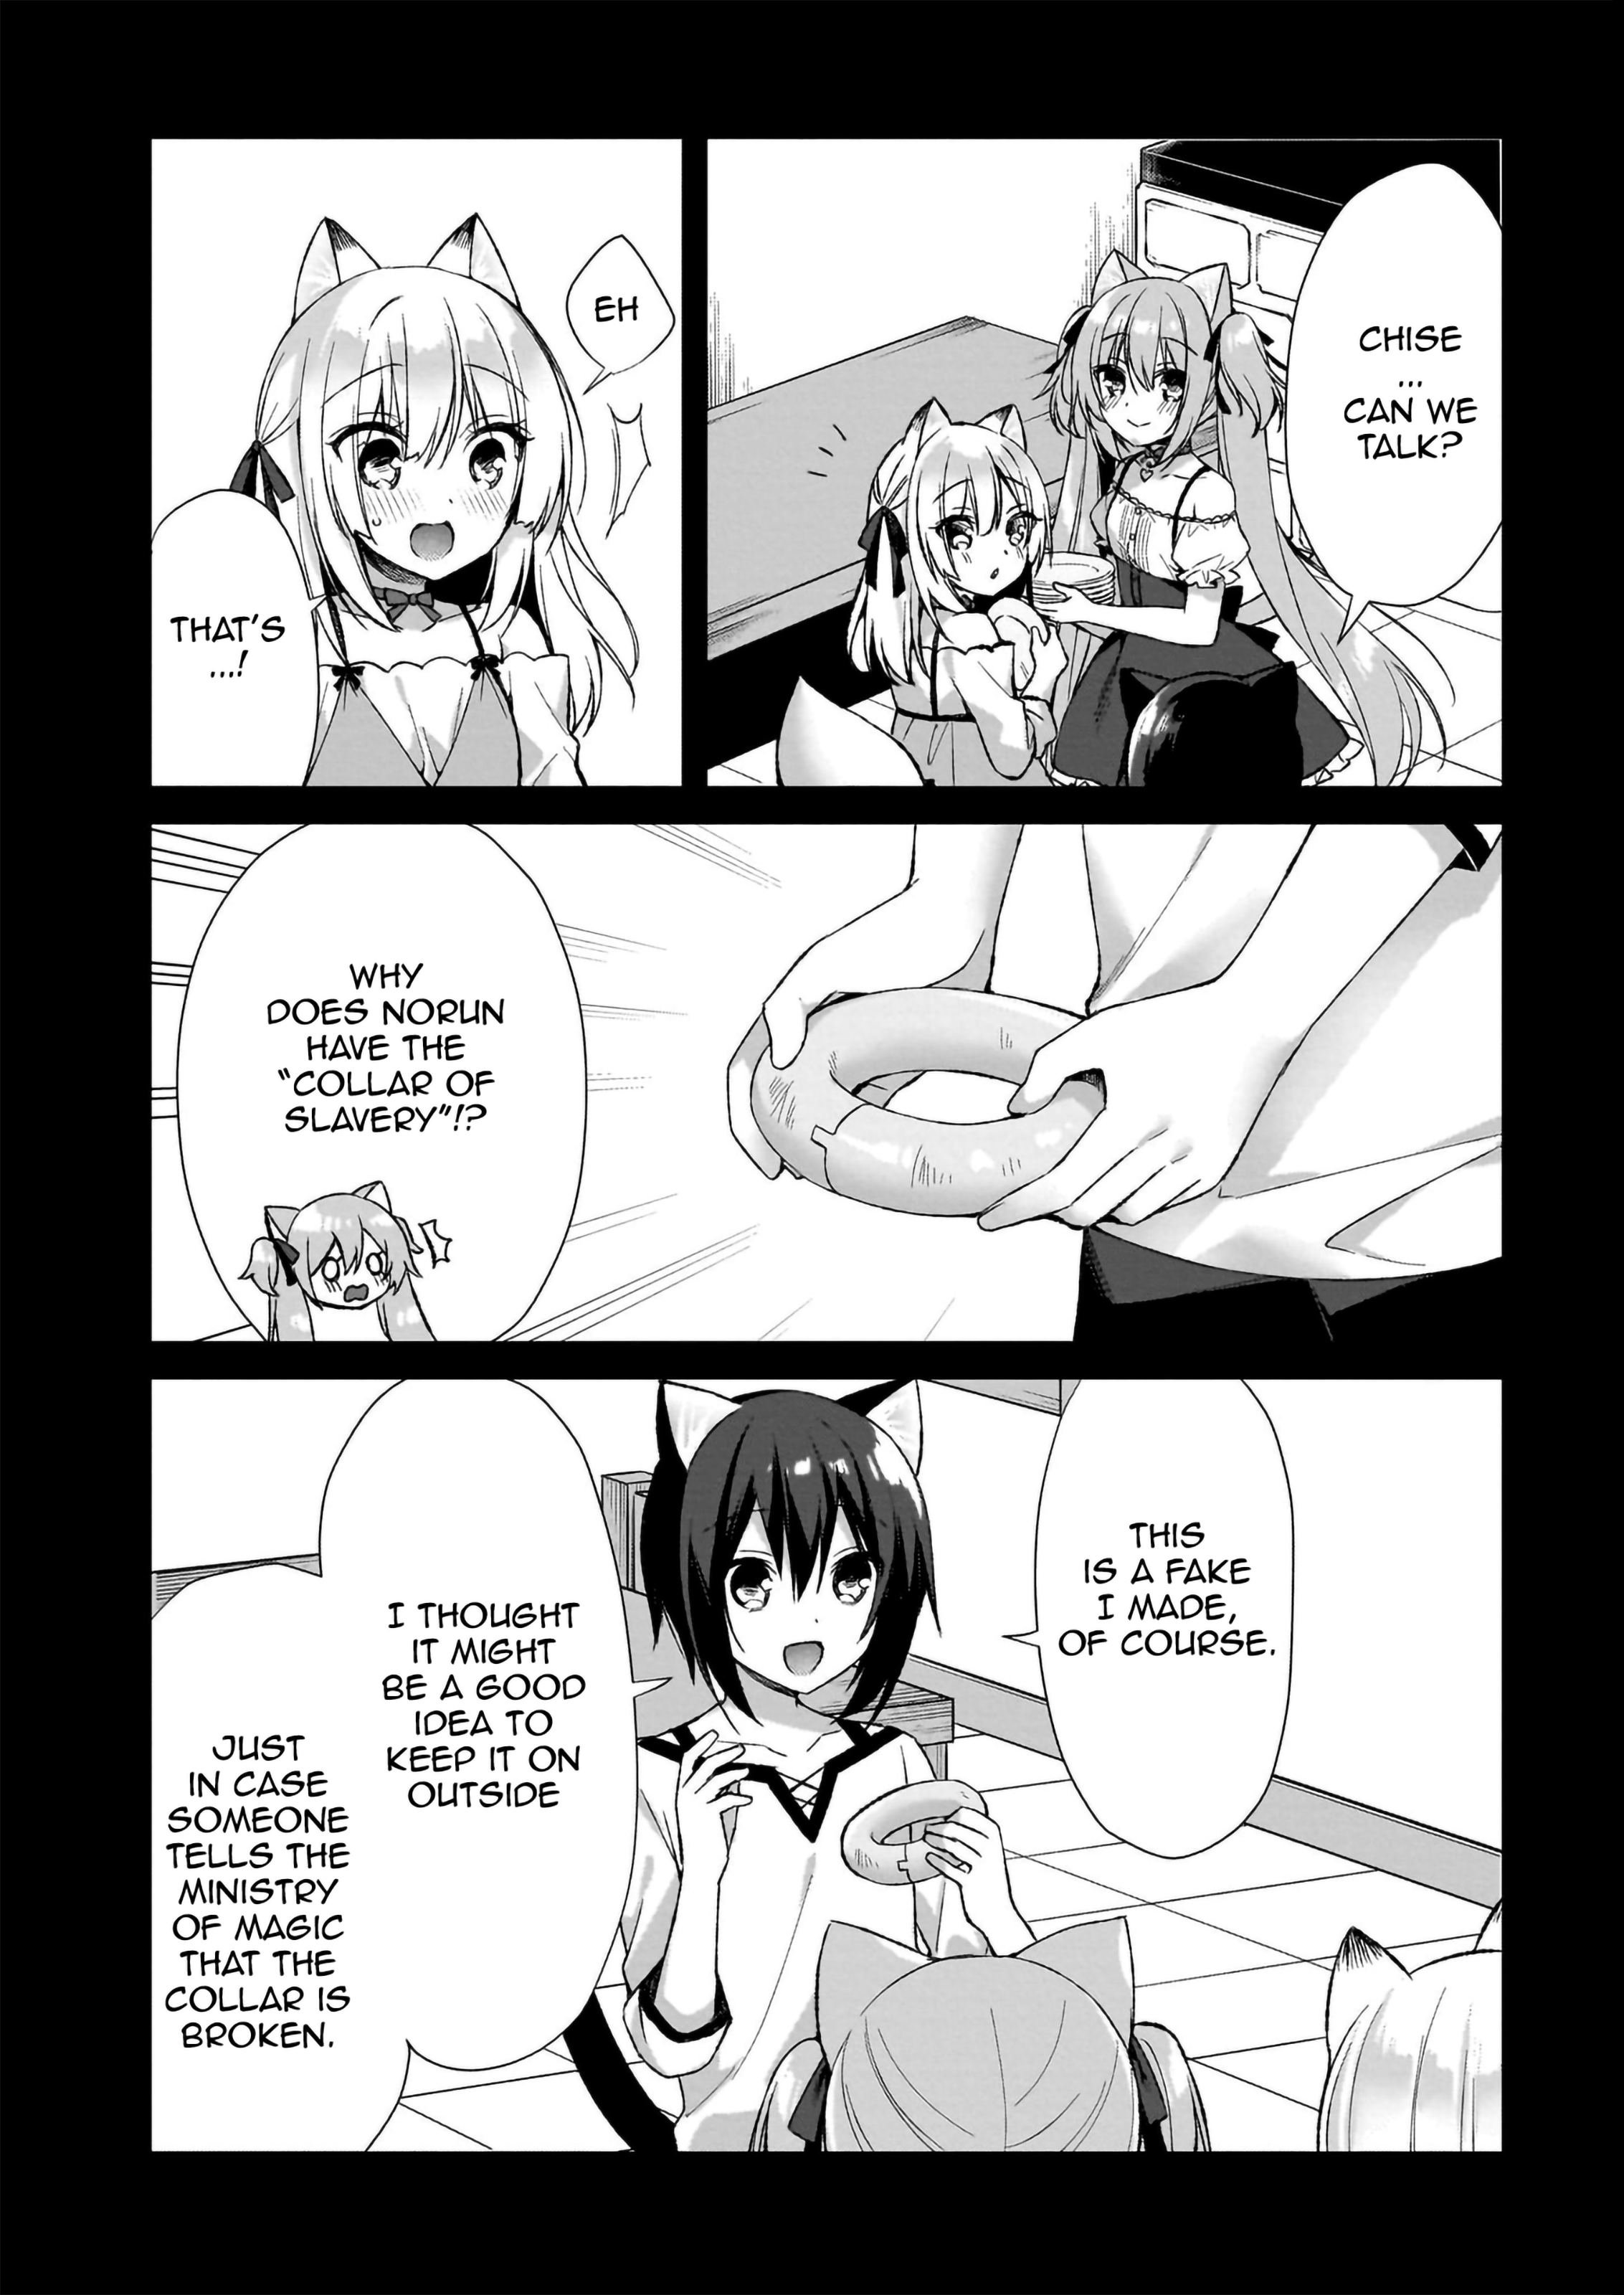 CHISE
...
CAN WE
TALK?
EH
THAT'S
...!
WHY
DOES NORUN
HAVE THE
"COLLAR OF
SLAVERY"!?
THIS
IS A FAKE
I MADE,
OF COURSE.
I THOUGHT
IT MIGHT
BE A GOOD
IDEA TO
KEEP IT ON
OUTSIDE
JUST
IN CASE
SOMEONE
TELLS THE
MINISTRY
OF MAGIC
THAT THE
COLLAR IS
BROKEN.